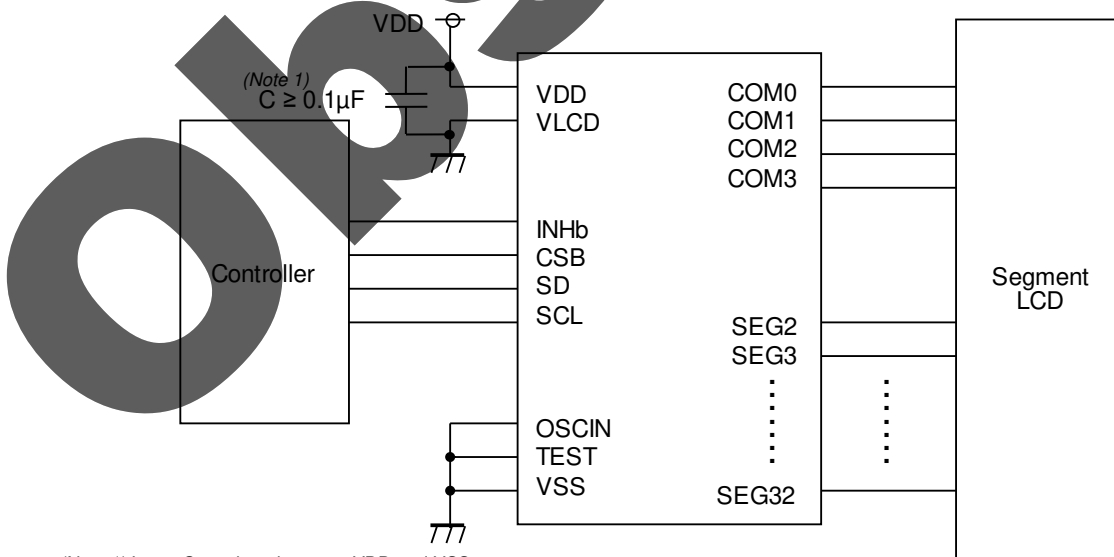 VDD
(Note 1)
C ≥ 0.1µF
Controller
VDD
VLCD
INHb
CSB
SD
SCL
OSCIN
TEST
VSS
COM0
COM1
COM2
COM3
SEG2
SEG3
SEG32
Segment
LCD